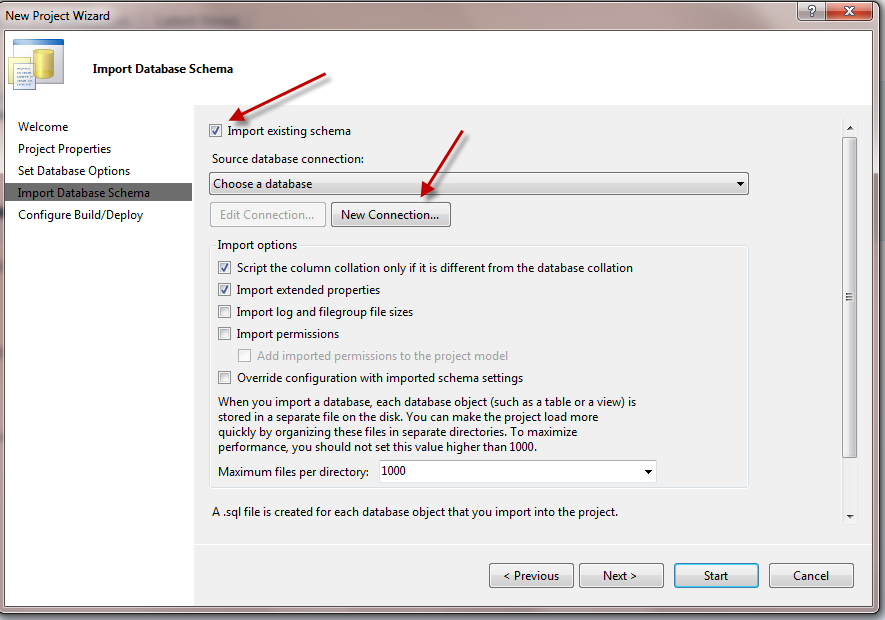 New Project Wizard
Import Database Schema
Welcome
Project Properties
Set Database Options
Import Database Schema
Configure Build/Deploy
Import existing schema
Source database connection:
Choose a database
Edit Connection... New Connection...
Import options
Script the column collation only if it is different from the database collation
Import extended properties
Import log and filegroup file sizes
Import permissions
Add imported permissions to the project model
Override configuration with imported schema settings
When you import a database, each database object (such as a table or a view) is
stored in a separate file on the disk. You can make the project load more
quickly by organizing these files in separate directories. To maximize
performance, you should not set this value higher than 1000.
Maximum files per directory: 1000
A .sql file is created for each database object that you import into the project.
< Previous Next > Start Cancel